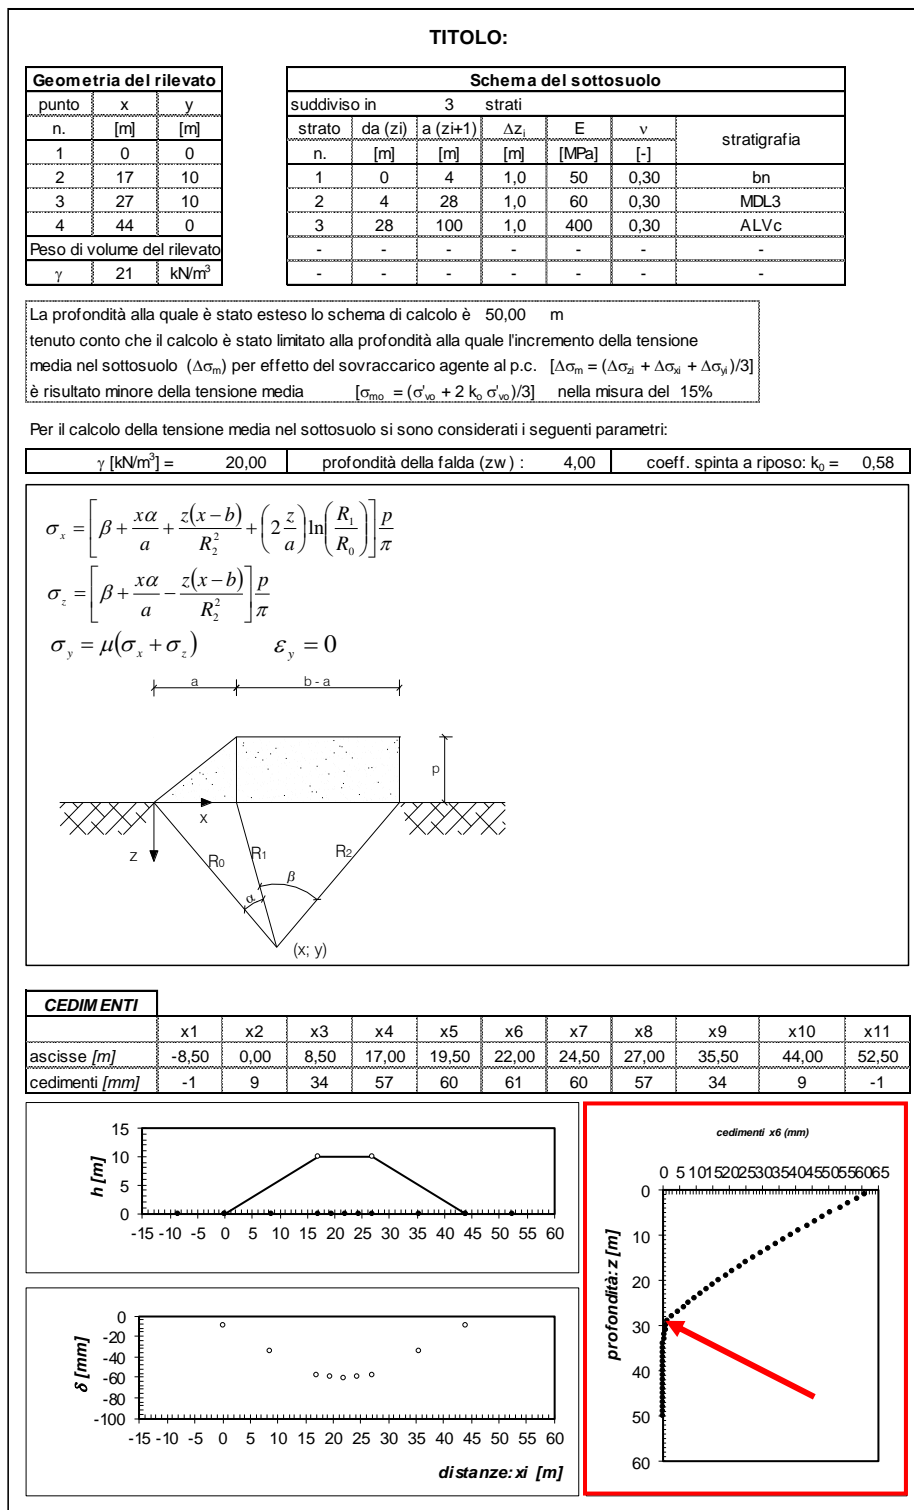 TITOLO:
Geometria del rilevato
punto x y
n. [m] [m]
1 0 0
2 17 10
3 27 10
4 44 0
Peso di volume del rilevato
γ 21 kN/m³
Schema del sottosuolo
suddiviso in 3 strati
strato da (zi) a (zi+1) Δzᵢ E ν stratigrafia
n. [m] [m] [m] [MPa] [-]
1 0 4 1,0 50 0,30 bn
2 4 28 1,0 60 0,30 MDL3
3 28 100 1,0 400 0,30 ALVc
- - - - - -
- - - - - -
La profondità alla quale è stato esteso lo schema di calcolo è 50,00 m
tenuto conto che il calcolo è stato limitato alla profondità alla quale l'incremento della tensione
media nel sottosuolo (Δσm) per effetto del sovraccarico agente al p.c. [Δσm = (Δσzi + Δσxi + Δσyi)/3]
è risultato minore della tensione media [σmo = (σ'vo + 2 ko σ'vo)/3] nella misura del 15%
Per il calcolo della tensione media nel sottosuolo si sono considerati i seguenti parametri:
γ [kN/m³] = 20,00 profondità della falda (zw) : 4,00 coeff. spinta a riposo: k₀ = 0,58
σx = [β + xα/a + z(x−b)/R₂² + (2 z/a) ln(R₁/R₀)] p/π
σz = [β + xα/a − z(x−b)/R₂²] p/π
σy = μ(σx + σz) εy = 0
a b - a
p
x
z R₀ R₁ R₂
α β
(x; y)
CEDIMENTI
x1 x2 x3 x4 x5 x6 x7 x8 x9 x10 x11
ascisse [m] -8,50 0,00 8,50 17,00 19,50 22,00 24,50 27,00 35,50 44,00 52,50
cedimenti [mm] -1 9 34 57 60 61 60 57 34 9 -1
h [m]
15
10
5
0
-15 -10 -5 0 5 10 15 20 25 30 35 40 45 50 55 60
δ [mm]
0
-20
-40
-60
-80
-100
-15 -10 -5 0 5 10 15 20 25 30 35 40 45 50 55 60
distanze: xi [m]
cedimenti x6 (mm)
0 5 10 15 20 25 30 35 40 45 50 55 60 65
profondità: z [m]
0
10
20
30
40
50
60